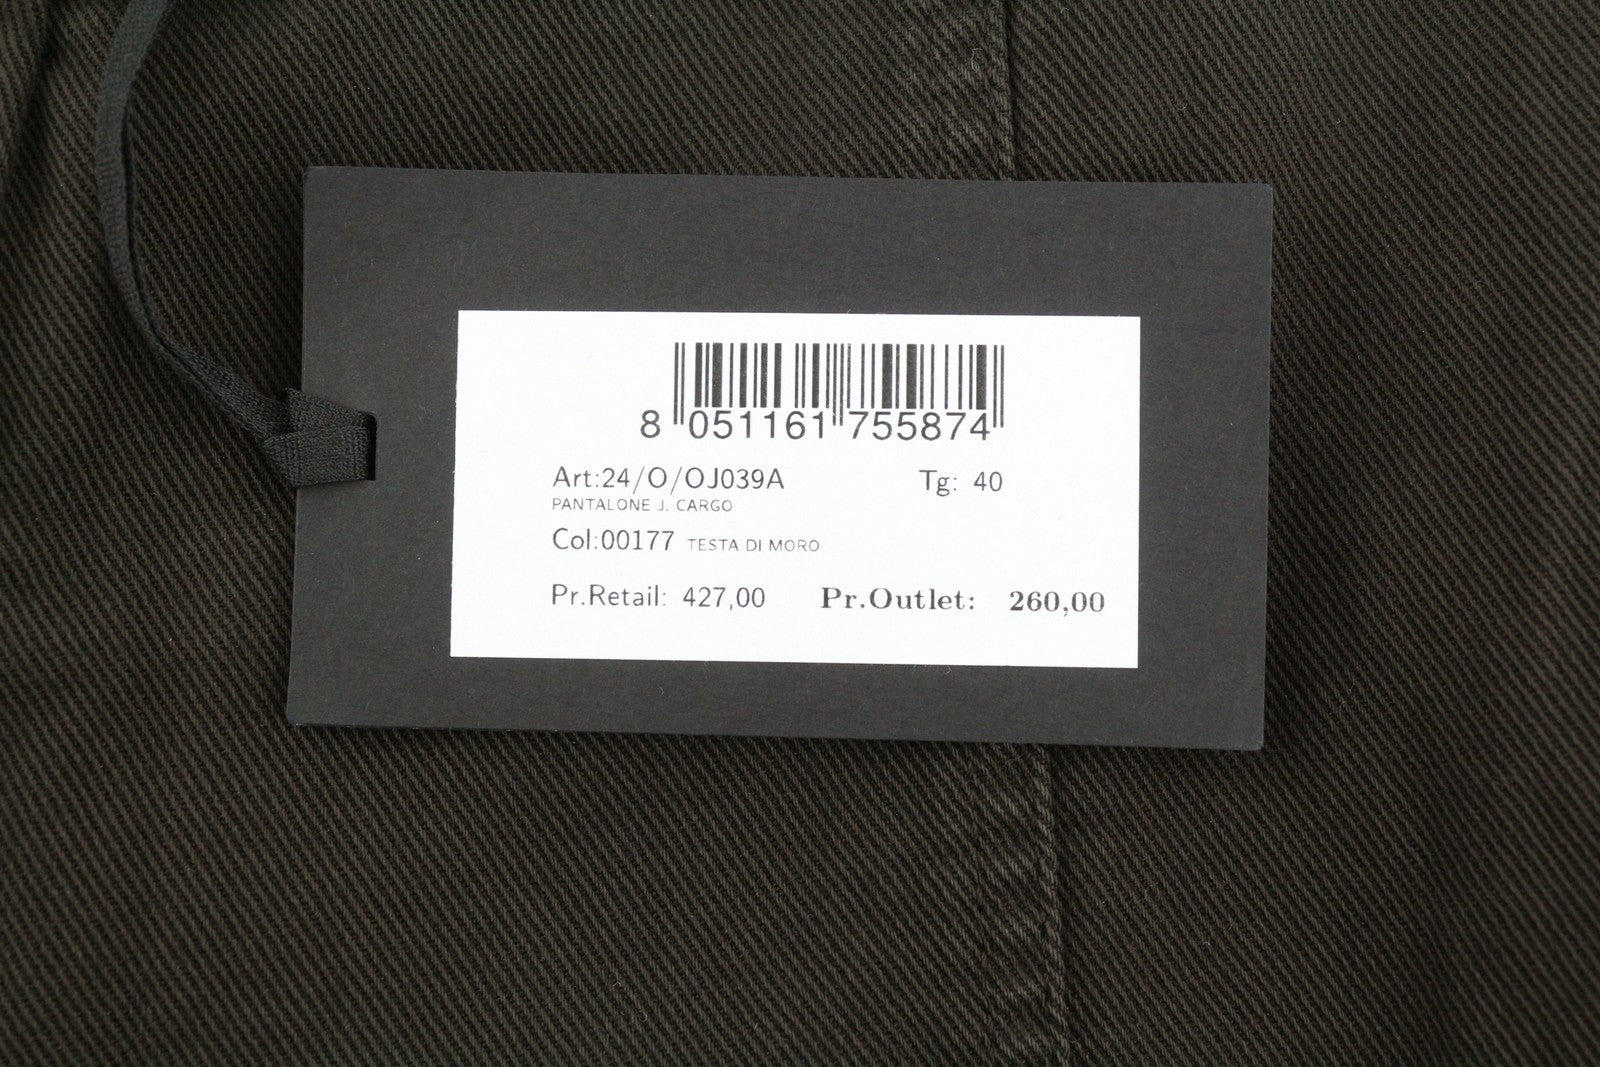 8 051161 755874
Art:24/O/OJ039A Tg: 40
PANTALONE J. CARGO
Col:00177 TESTA DI MORO
Pr.Retail: 427,00 Pr.Outlet: 260,00